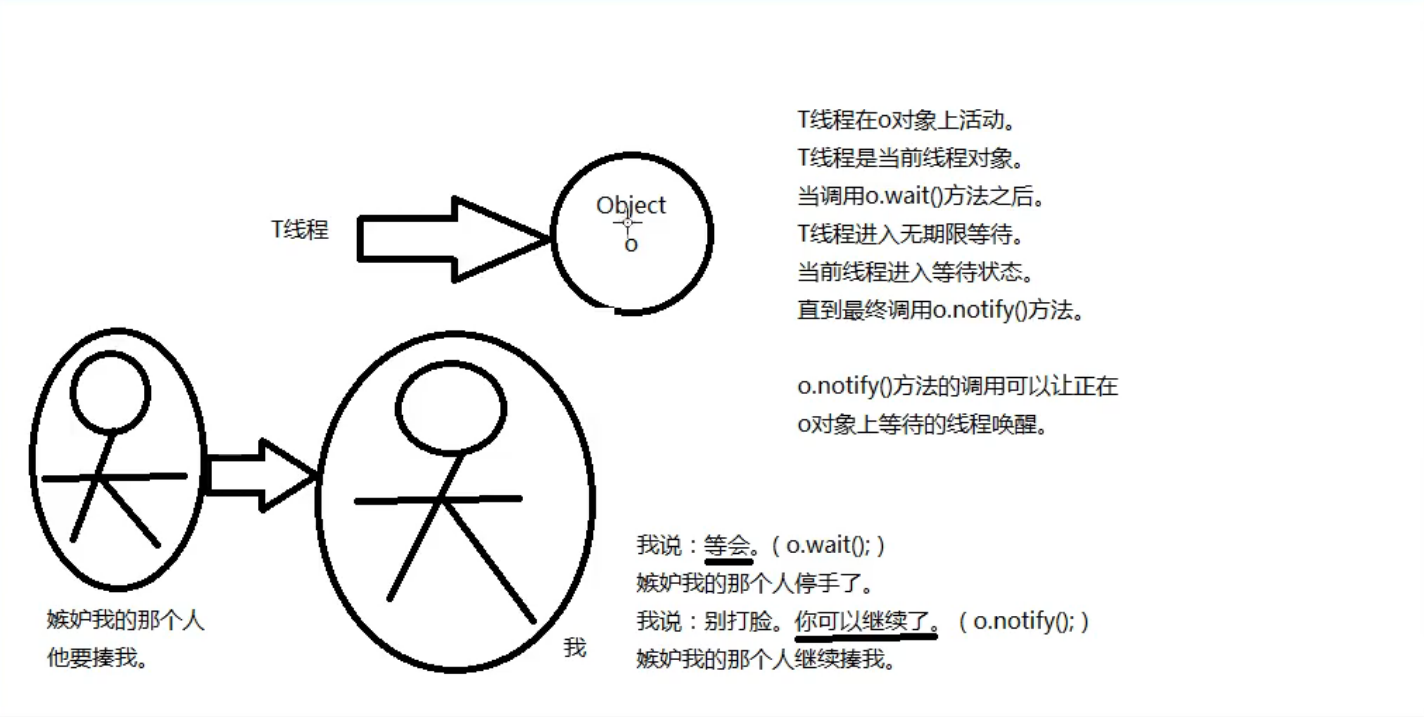 T线程在o对象上活动。
T线程是当前线程对象。
当调用o.wait()方法之后。
T线程进入无期限等待。
当前线程进入等待状态。
直到最终调用o.notify()方法。
o.notify()方法的调用可以让正在
o对象上等待的线程唤醒。
T线程
Object
o
嫉妒我的那个人
他要揍我。
我
我说：等会。( o.wait(); )
嫉妒我的那个人停手了。
我说：别打脸。你可以继续了。( o.notify(); )
嫉妒我的那个人继续揍我。